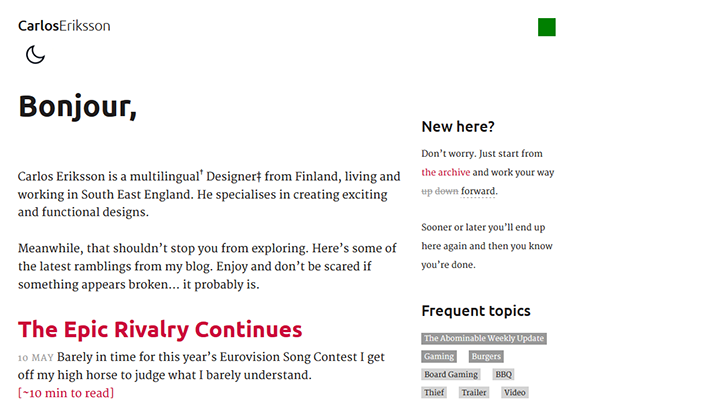 CarlosEriksson
Bonjour,
Carlos Eriksson is a multilingual† Designer‡ from Finland, living and
working in South East England. He specialises in creating exciting
and functional designs.
Meanwhile, that shouldn’t stop you from exploring. Here’s some of
the latest ramblings from my blog. Enjoy and don’t be scared if
something appears broken… it probably is.
The Epic Rivalry Continues
10 MAY Barely in time for this year’s Eurovision Song Contest I get
off my high horse to judge what I barely understand.
[~10 min to read]
New here?
Don’t worry. Just start from
the archive and work your way
up down forward.
Sooner or later you’ll end up
here again and then you know
you’re done.
Frequent topics
The Abominable Weekly Update
Gaming Burgers
Board Gaming BBQ
Thief Trailer Video